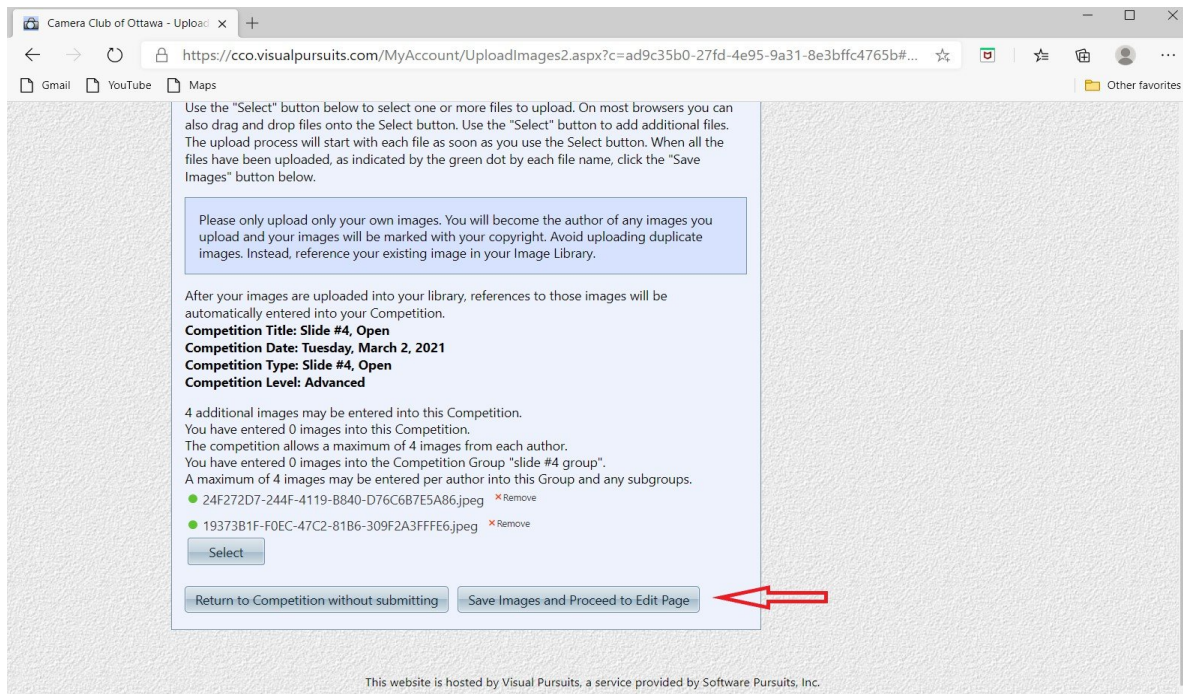 Camera Club of Ottawa - Upload
https://cco.visualpursuits.com/MyAccount/UploadImages2.aspx?c=ad9c35b0-27fd-4e95-9a31-8e3bffc4765b#...
Gmail YouTube Maps Other favorites
Use the "Select" button below to select one or more files to upload. On most browsers you can
also drag and drop files onto the Select button. Use the "Select" button to add additional files.
The upload process will start with each file as soon as you use the Select button. When all the
files have been uploaded, as indicated by the green dot by each file name, click the "Save
Images" button below.
Please only upload only your own images. You will become the author of any images you
upload and your images will be marked with your copyright. Avoid uploading duplicate
images. Instead, reference your existing image in your Image Library.
After your images are uploaded into your library, references to those images will be
automatically entered into your Competition.
Competition Title: Slide #4, Open
Competition Date: Tuesday, March 2, 2021
Competition Type: Slide #4, Open
Competition Level: Advanced
4 additional images may be entered into this Competition.
You have entered 0 images into this Competition.
The competition allows a maximum of 4 images from each author.
You have entered 0 images into the Competition Group "slide #4 group".
A maximum of 4 images may be entered per author into this Group and any subgroups.
24F272D7-244F-4119-B840-D76C6B7E5A86.jpeg Remove
19373B1F-F0EC-47C2-81B6-309F2A3FFFE6.jpeg Remove
Select
Return to Competition without submitting Save Images and Proceed to Edit Page
This website is hosted by Visual Pursuits, a service provided by Software Pursuits, Inc.